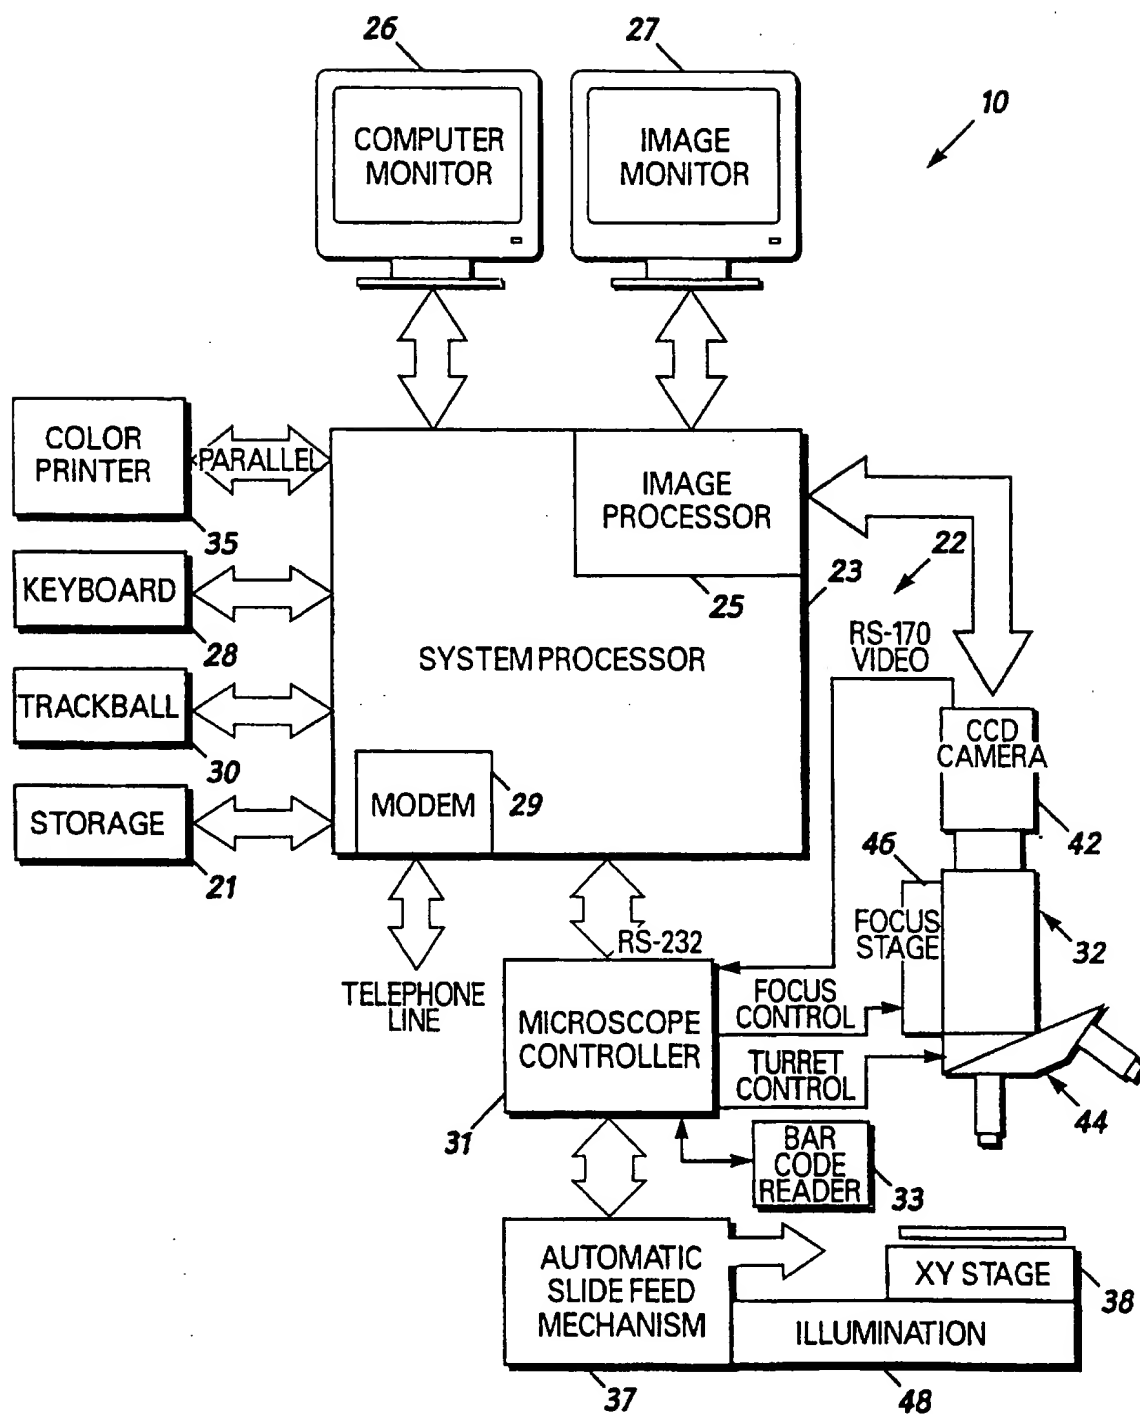 26
27
10
COMPUTER
MONITOR
IMAGE
MONITOR
COLOR
PRINTER
PARALLEL
35
IMAGE
PROCESSOR
25
23
22
KEYBOARD
28
SYSTEM PROCESSOR
RS-170
VIDEO
TRACKBALL
30
CCD
CAMERA
42
STORAGE
21
MODEM
29
46
FOCUS
STAGE
32
TELEPHONE
LINE
RS-232
MICROSCOPE
CONTROLLER
31
FOCUS
CONTROL
TURRET
CONTROL
44
BAR
CODE
READER
33
AUTOMATIC
SLIDE FEED
MECHANISM
37
XY STAGE
38
ILLUMINATION
48